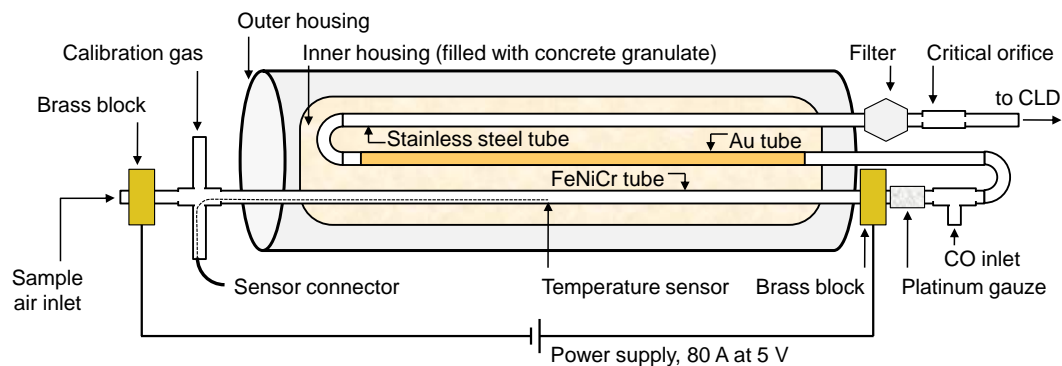 Outer housing
Calibration gas
Inner housing (filled with concrete granulate)
Filter
Critical orifice
Brass block
to CLD
Stainless steel tube
Au tube
FeNiCr tube
Sample
air inlet
Sensor connector
Temperature sensor
Brass block
CO inlet
Platinum gauze
Power supply, 80 A at 5 V